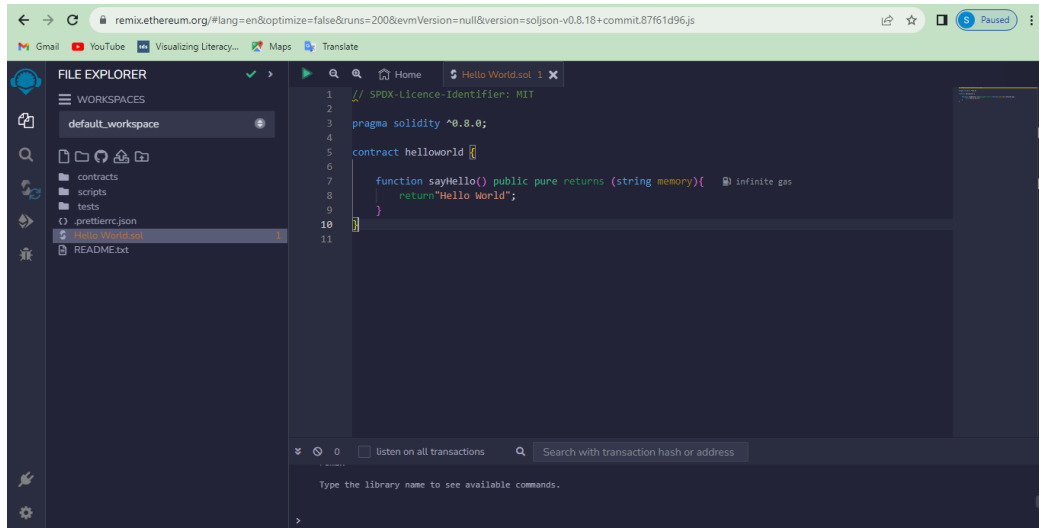 remix.ethereum.org/#lang=en&optimize=false&runs=200&evmVersion=null&version=soljson-v0.8.18+commit.87f61d96.js
S Paused
Gmail YouTube Visualizing Literacy... Maps Translate
FILE EXPLORER
WORKSPACES
default_workspace
contracts
scripts
tests
.prettierrc.json
Hello World.sol 1
README.txt
Home Hello World.sol 1
1 // SPDX-Licence-Identifier: MIT
2
3 pragma solidity ^0.8.0;
4
5 contract helloworld {
6
7 function sayHello() public pure returns (string memory){ infinite gas
8 return"Hello World";
9 }
10 }
11
0 listen on all transactions Search with transaction hash or address
Type the library name to see available commands.
>